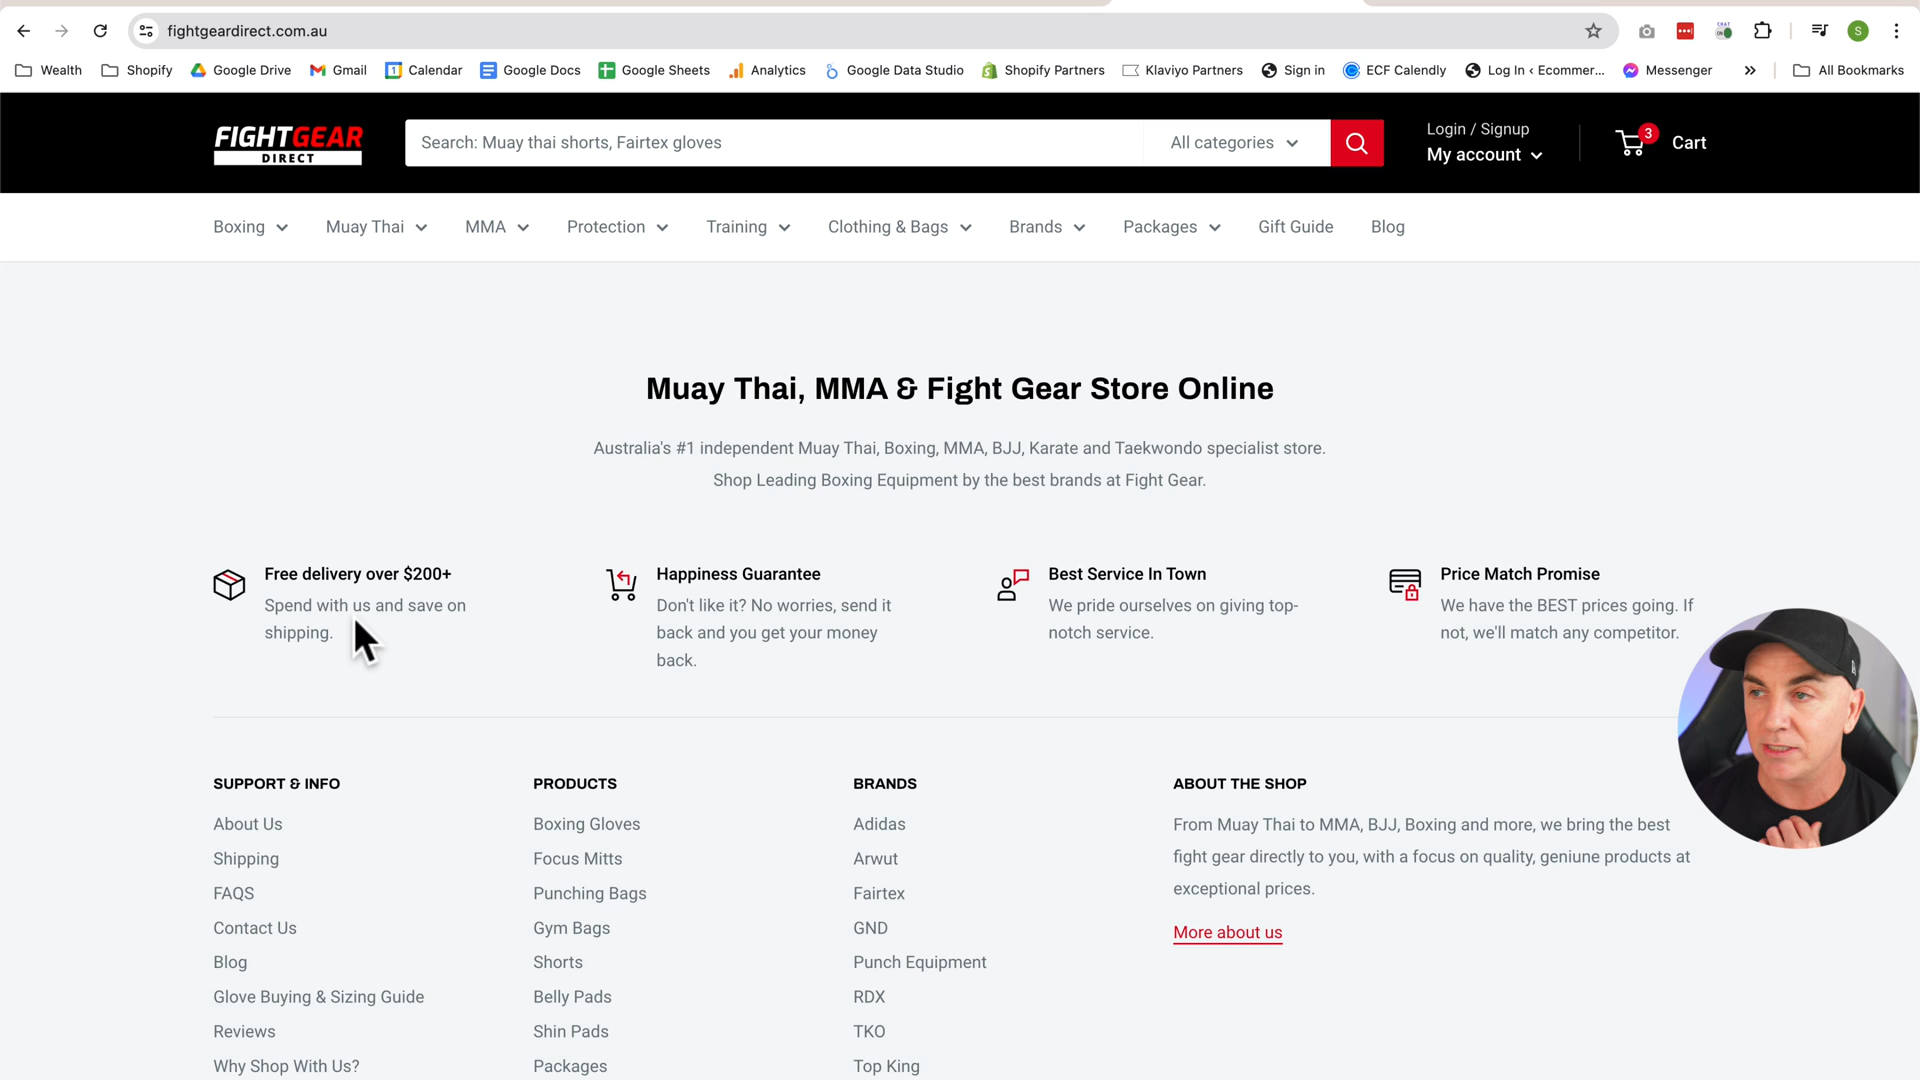 fightgeardirect.com.au
S
Wealth Shopify Google Drive Gmail 1 Calendar Google Docs Google Sheets Analytics Google Data Studio Shopify Partners Klaviyo Partners Sign in ECF Calendly Log In ‹ Ecommer... Messenger All Bookmarks
FIGHTGEAR
DIRECT
Search: Muay thai shorts, Fairtex gloves
All categories
Login / Signup
My account
3
Cart
Boxing Muay Thai MMA Protection Training Clothing & Bags Brands Packages Gift Guide Blog
Muay Thai, MMA & Fight Gear Store Online
Australia's #1 independent Muay Thai, Boxing, MMA, BJJ, Karate and Taekwondo specialist store.
Shop Leading Boxing Equipment by the best brands at Fight Gear.
Free delivery over $200+
Spend with us and save on
shipping.
Happiness Guarantee
Don't like it? No worries, send it
back and you get your money
back.
Best Service In Town
We pride ourselves on giving top-
notch service.
Price Match Promise
We have the BEST prices going. If
not, we'll match any competitor.
SUPPORT & INFO
About Us
Shipping
FAQS
Contact Us
Blog
Glove Buying & Sizing Guide
Reviews
Why Shop With Us?
PRODUCTS
Boxing Gloves
Focus Mitts
Punching Bags
Gym Bags
Shorts
Belly Pads
Shin Pads
Packages
BRANDS
Adidas
Arwut
Fairtex
GND
Punch Equipment
RDX
TKO
Top King
ABOUT THE SHOP
From Muay Thai to MMA, BJJ, Boxing and more, we bring the best
fight gear directly to you, with a focus on quality, geniune products at
exceptional prices.
More about us